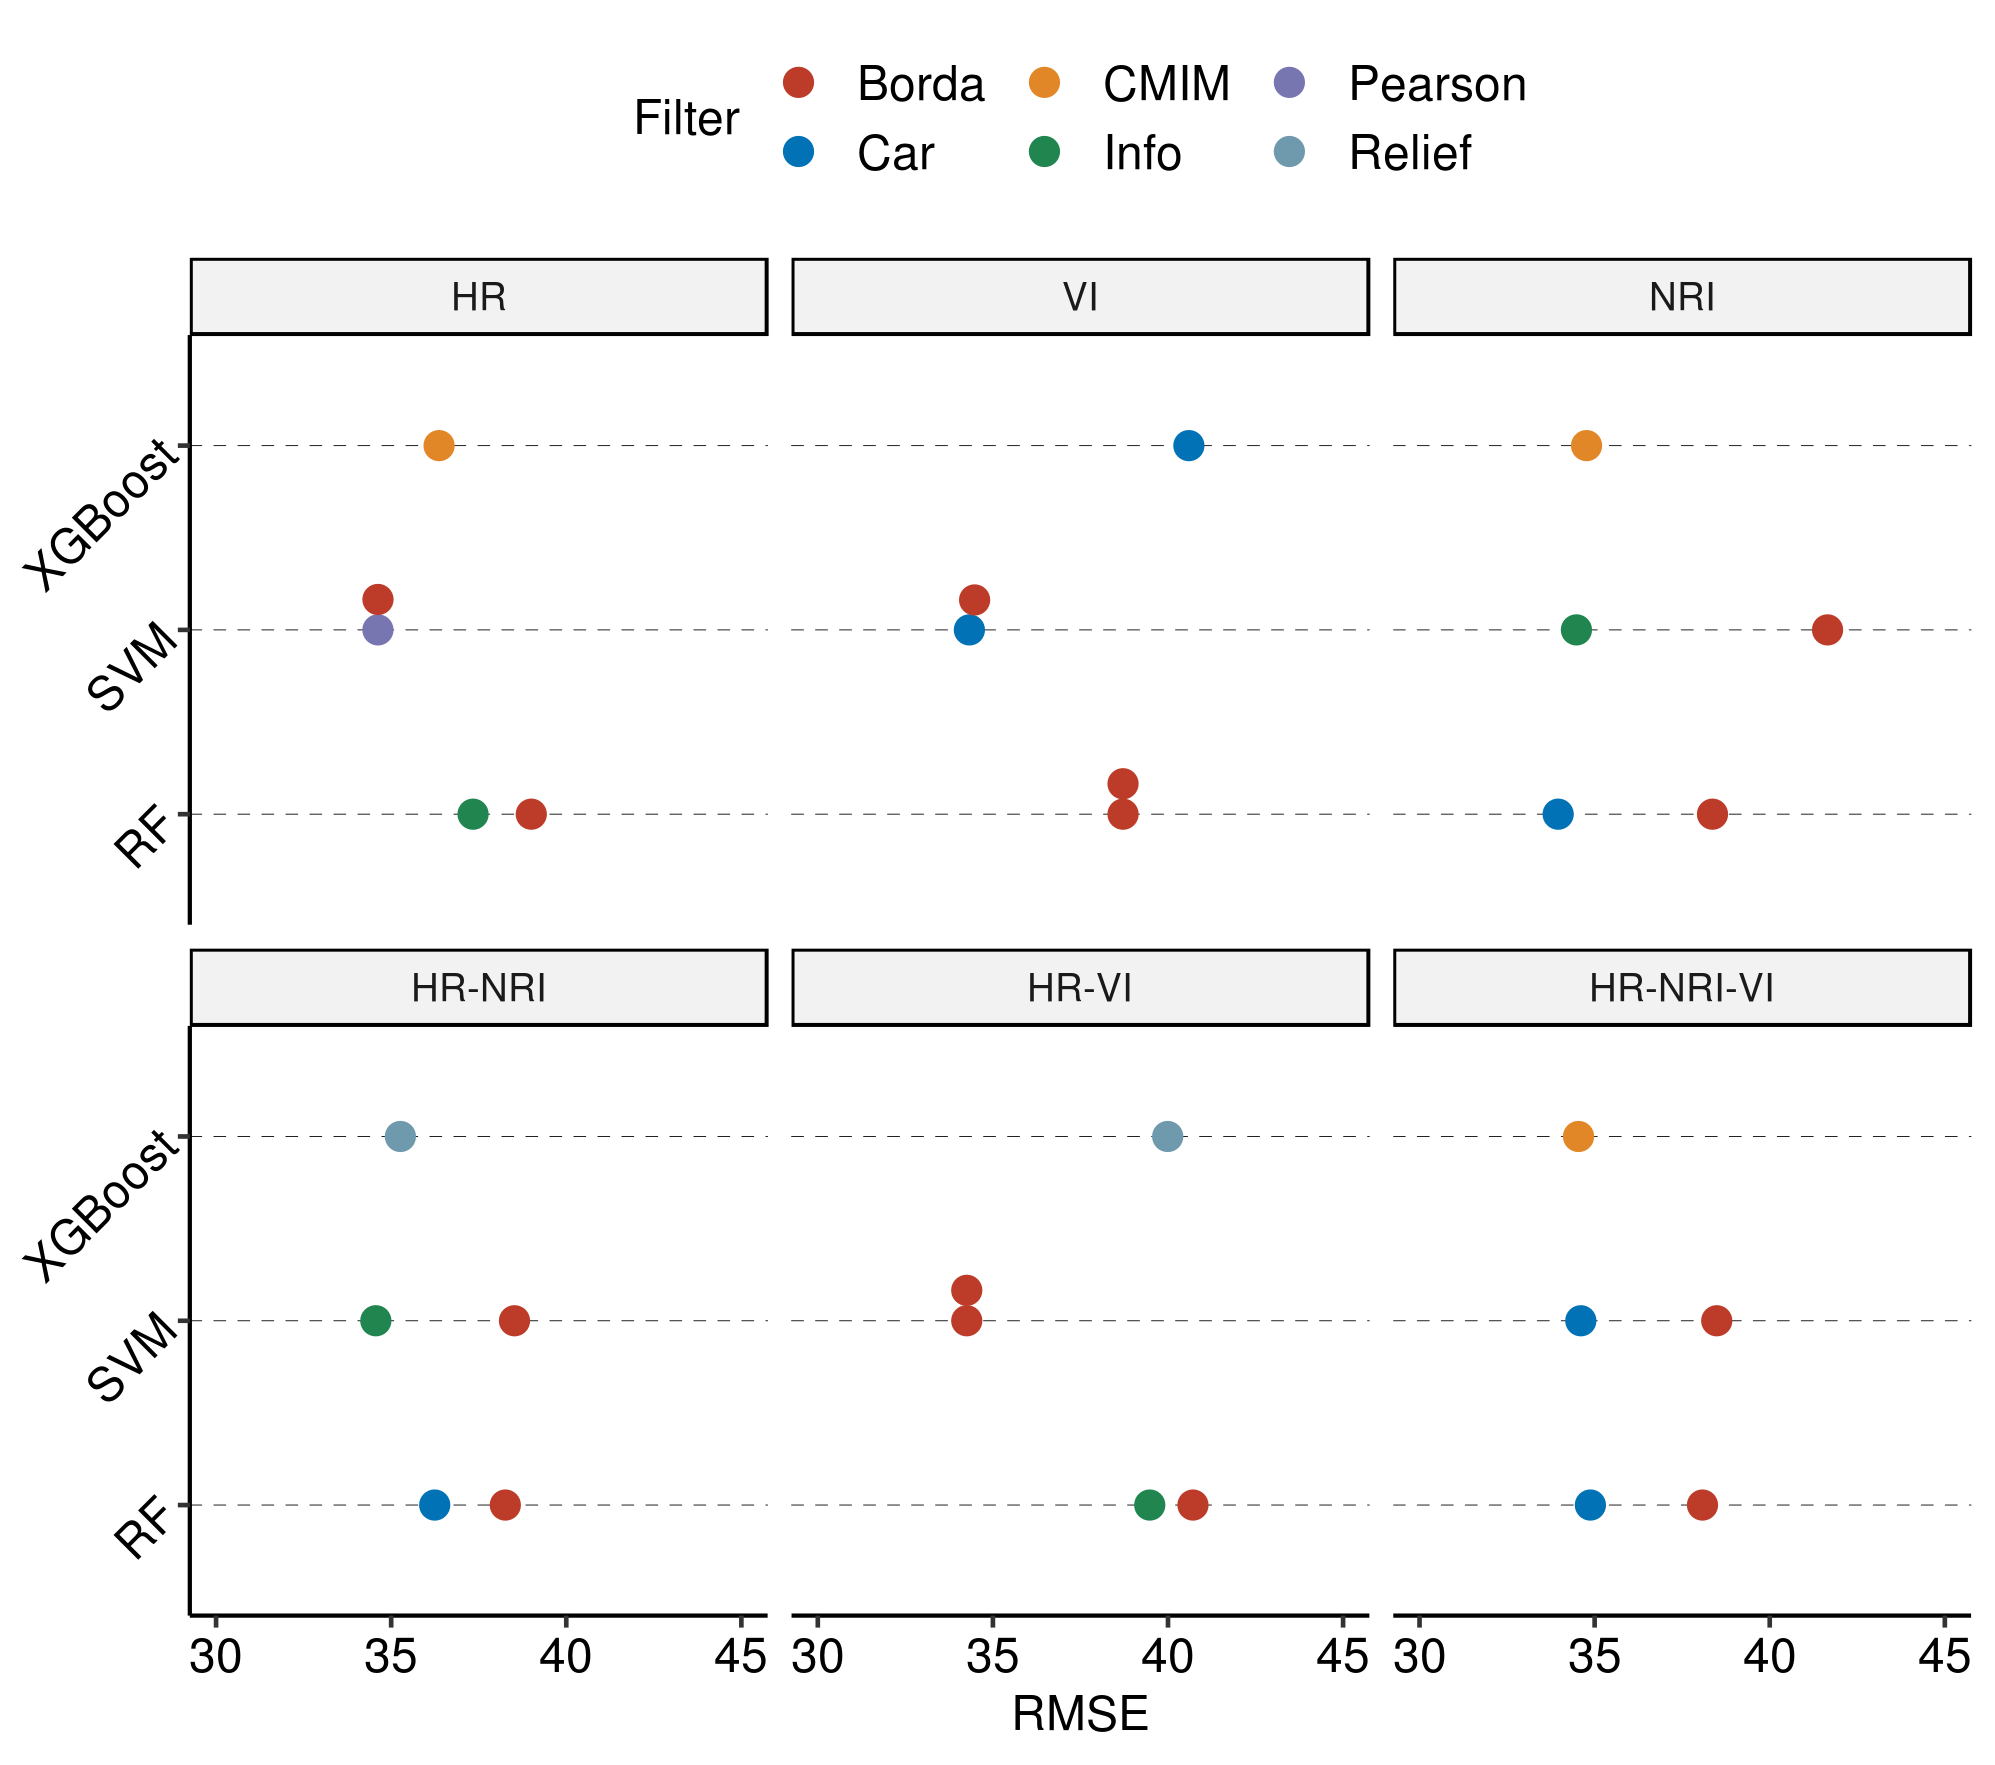 Filter
Borda CMIM Pearson
Car Info Relief
HR VI NRI
XGBoost
SVM
RF
HR-NRI HR-VI HR-NRI-VI
XGBoost
SVM
RF
30 35 40 45 30 35 40 45 30 35 40 45
RMSE